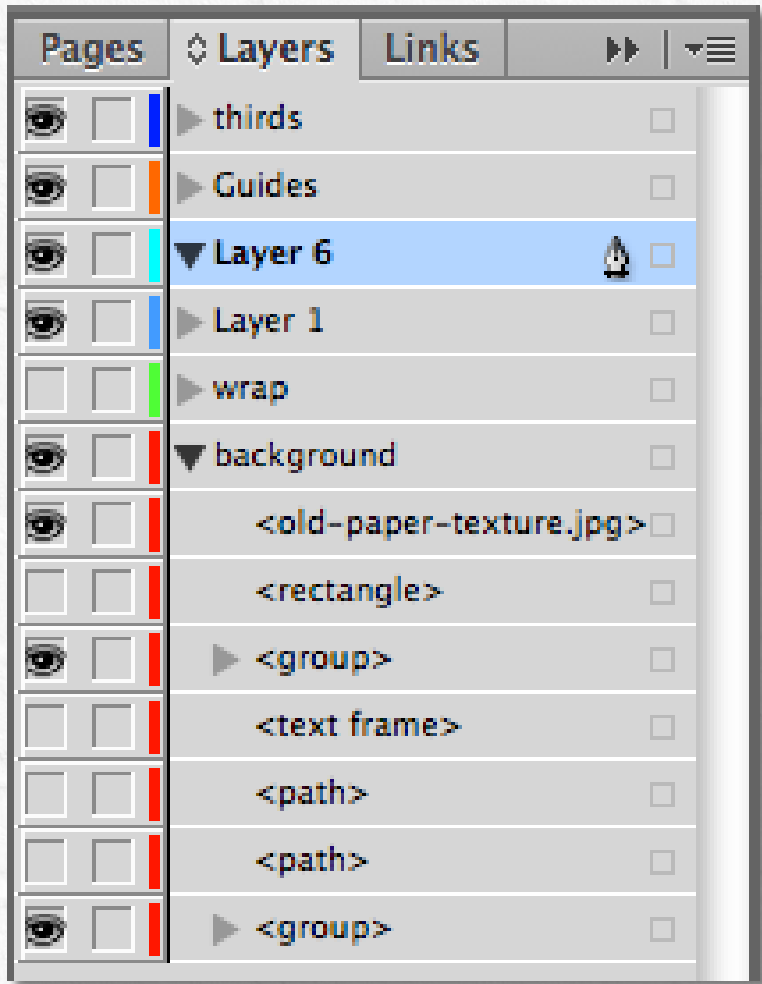 Pages Layers Links
thirds
Guides
Layer 6
Layer 1
wrap
background
<old-paper-texture.jpg>
<rectangle>
<group>
<text frame>
<path>
<path>
<group>